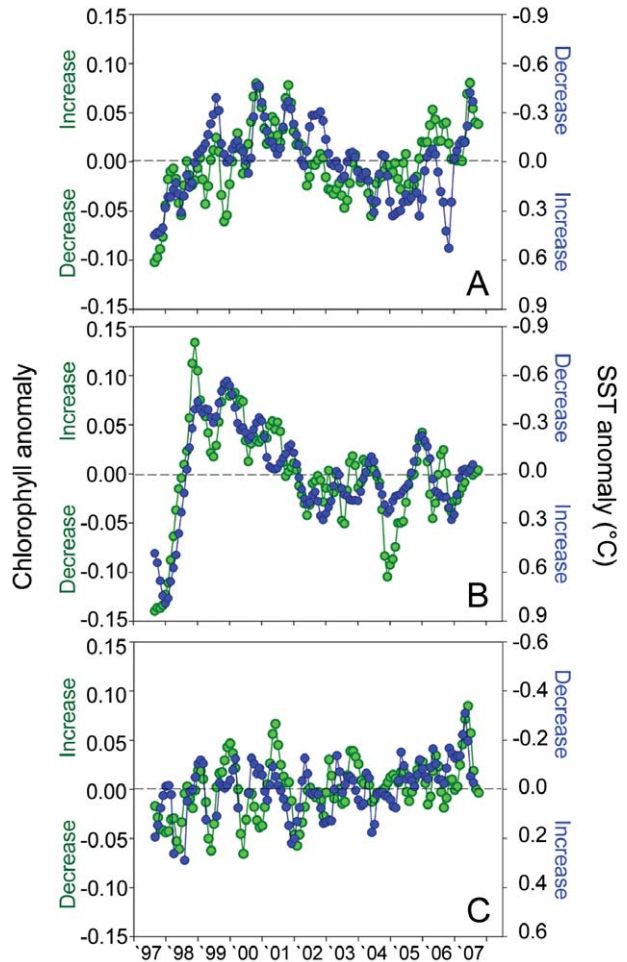 0.15
0.10
0.05
0.00
-0.05
-0.10
-0.15
Increase
Decrease
-0.9
-0.6
-0.3
0.0
0.3
0.6
0.9
Decrease
Increase
A
0.15
0.10
0.05
0.00
-0.05
-0.10
-0.15
Increase
Decrease
-0.9
-0.6
-0.3
0.0
0.3
0.6
0.9
Decrease
Increase
B
Chlorophyll anomaly
SST anomaly (°C)
0.15
0.10
0.05
0.00
-0.05
-0.10
-0.15
Increase
Decrease
-0.6
-0.4
-0.2
0.0
0.2
0.4
0.6
Decrease
Increase
C
`97 `98 `99 `00 `01 `02 `03 `04 `05 `06 `07